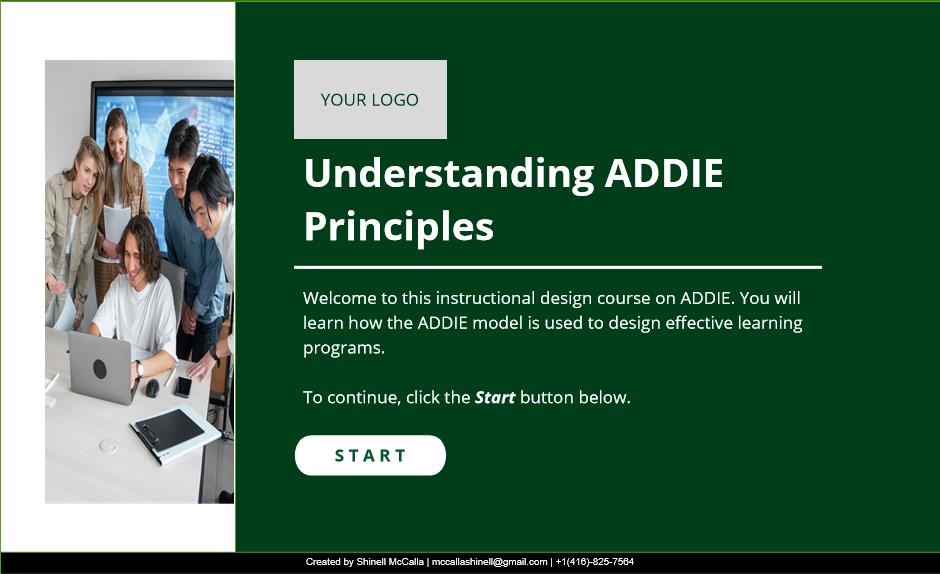 YOUR LOGO
Understanding ADDIE
Principles
Welcome to this instructional design course on ADDIE. You will
learn how the ADDIE model is used to design effective learning
programs.
To continue, click the Start button below.
START
Created by Shinell McCalla | mccallashinell@gmail.com | +1(416)-825-7564